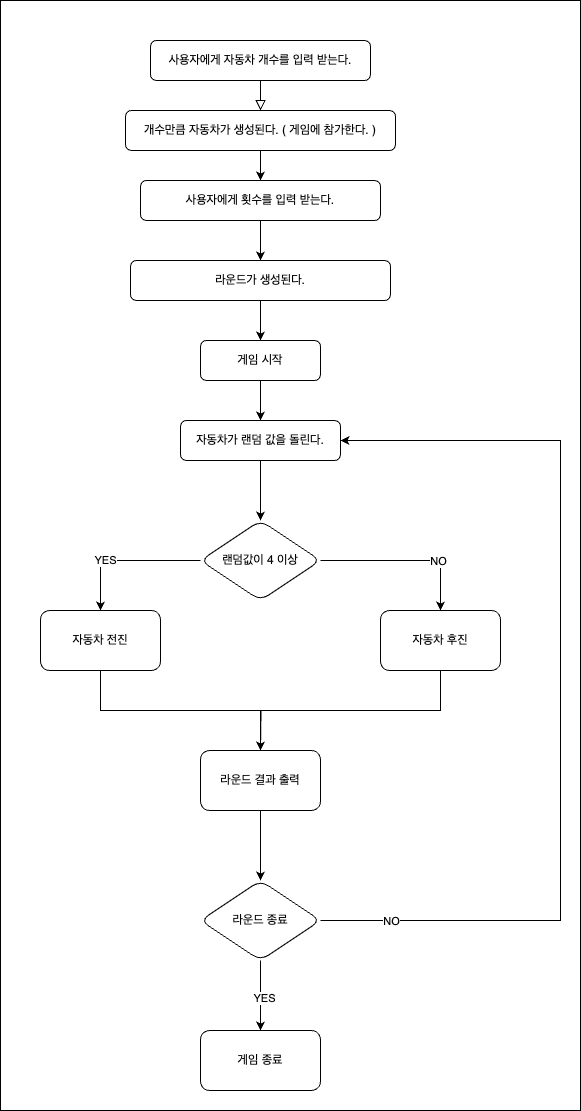 사용자에게 자동차 개수를 입력 받는다.
개수만큼 자동차가 생성된다. ( 게임에 참가한다. )
사용자에게 횟수를 입력 받는다.
라운드가 생성된다.
게임 시작
자동차가 랜덤 값을 돌린다.
랜덤값이 4 이상
YES
NO
자동차 전진
자동차 후진
라운드 결과 출력
라운드 종료
NO
YES
게임 종료